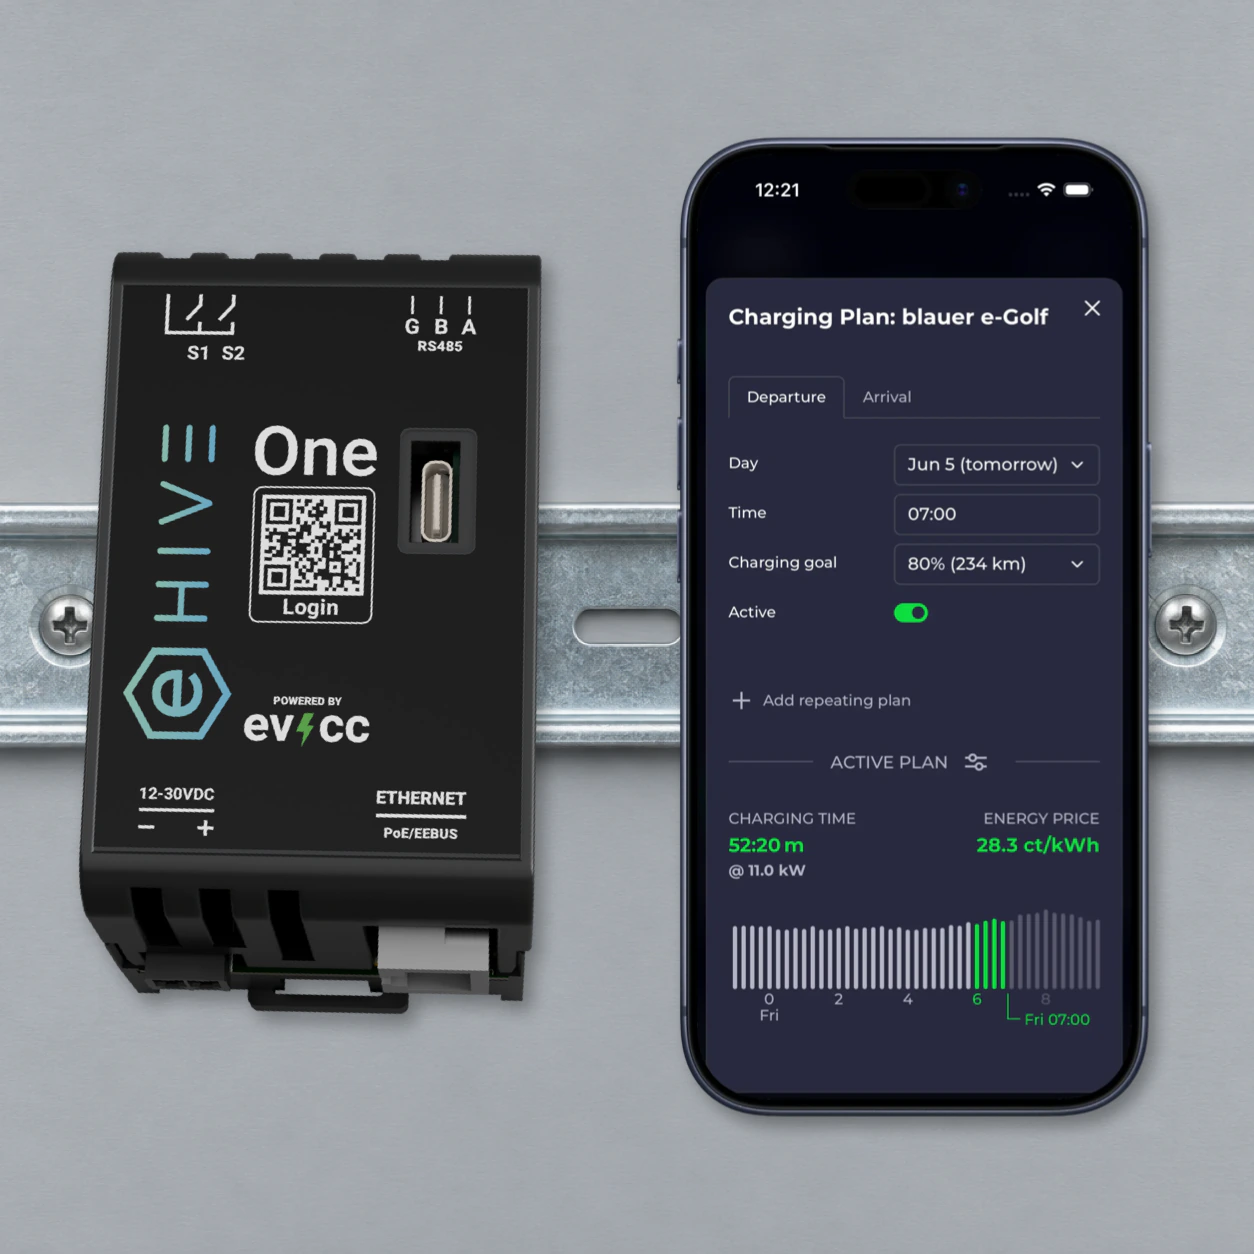 S1 S2
G B A
RS485
eHIVE
One
Login
POWERED BY
evcc
12-30VDC
- +
ETHERNET
PoE/EEBUS
12:21
Charging Plan: blauer e-Golf
Departure
Arrival
Day
Jun 5 (tomorrow)
Time
07:00
Charging goal
80% (234 km)
Active
+ Add repeating plan
ACTIVE PLAN
CHARGING TIME
52:20 m
@ 11.0 kW
ENERGY PRICE
28.3 ct/kWh
0 2 4 6 8
Fri
Fri 07:00